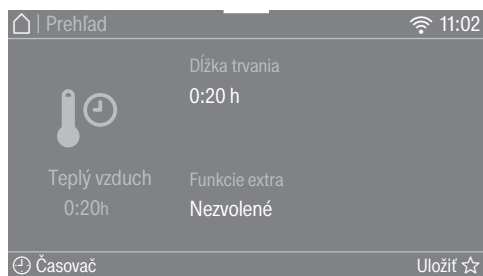 | Prehľad 11:02
Dĺžka trvania
0:20 h
Teplý vzduch
0:20h
Funkcie extra
Nezvolené
Časovač Uložiť